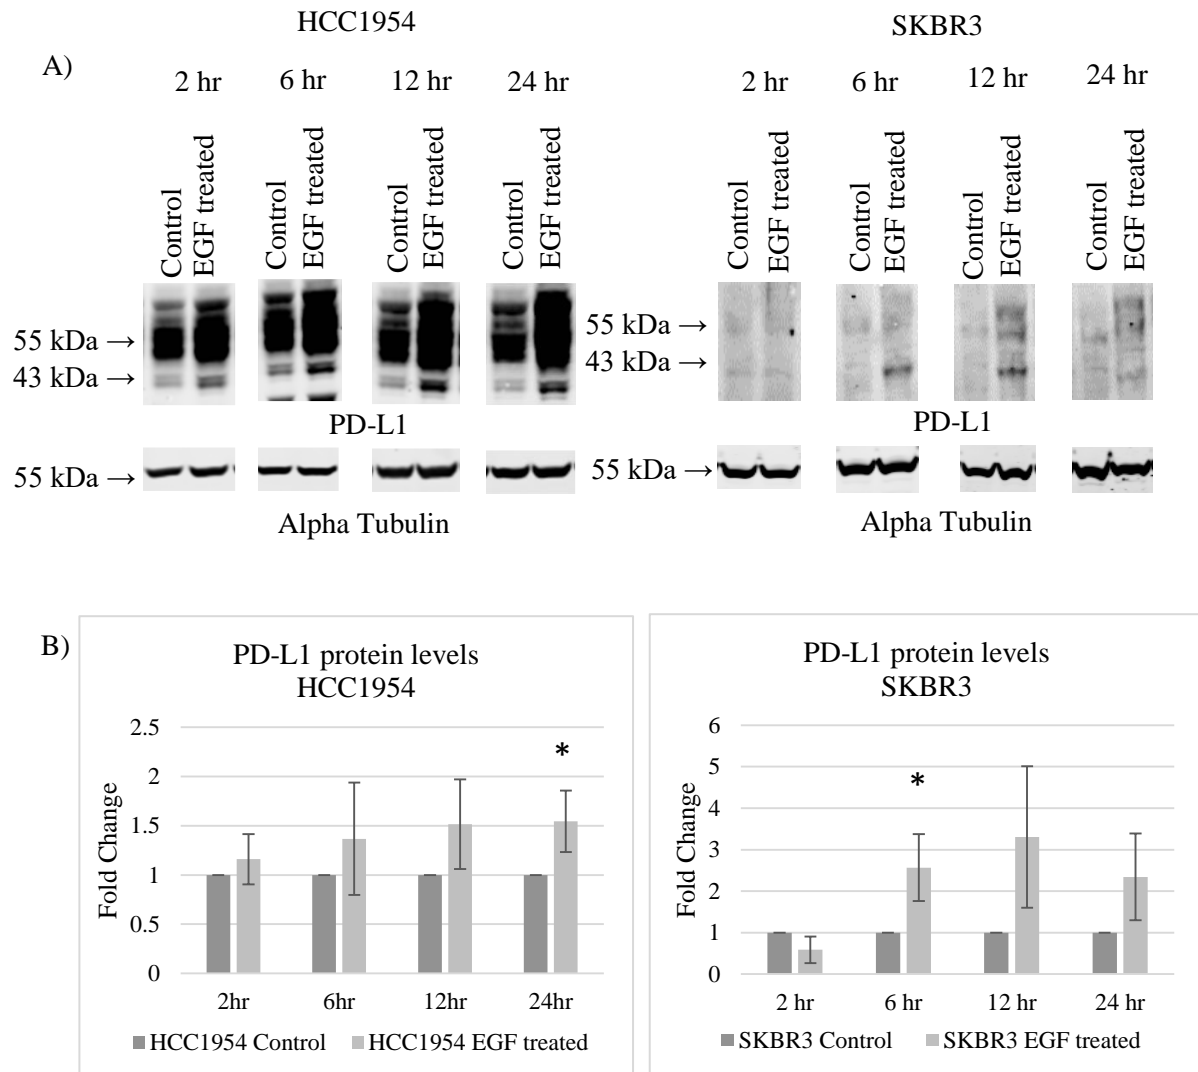 HCC1954
SKBR3
A)
2 hr 6 hr 12 hr 24 hr
2 hr 6 hr 12 hr 24 hr
Control EGF treated Control EGF treated Control EGF treated Control EGF treated
Control EGF treated Control EGF treated Control EGF treated Control EGF treated
55 kDa →
43 kDa →
PD-L1
55 kDa →
Alpha Tubulin
55 kDa →
43 kDa →
PD-L1
55 kDa →
Alpha Tubulin
B)
PD-L1 protein levels
HCC1954
Fold Change
2.5
2
1.5
1
0.5
0
*
2hr 6hr 12hr 24hr
HCC1954 Control HCC1954 EGF treated
PD-L1 protein levels
SKBR3
Fold Change
6
5
4
3
2
1
0
*
2 hr 6 hr 12 hr 24 hr
SKBR3 Control SKBR3 EGF treated